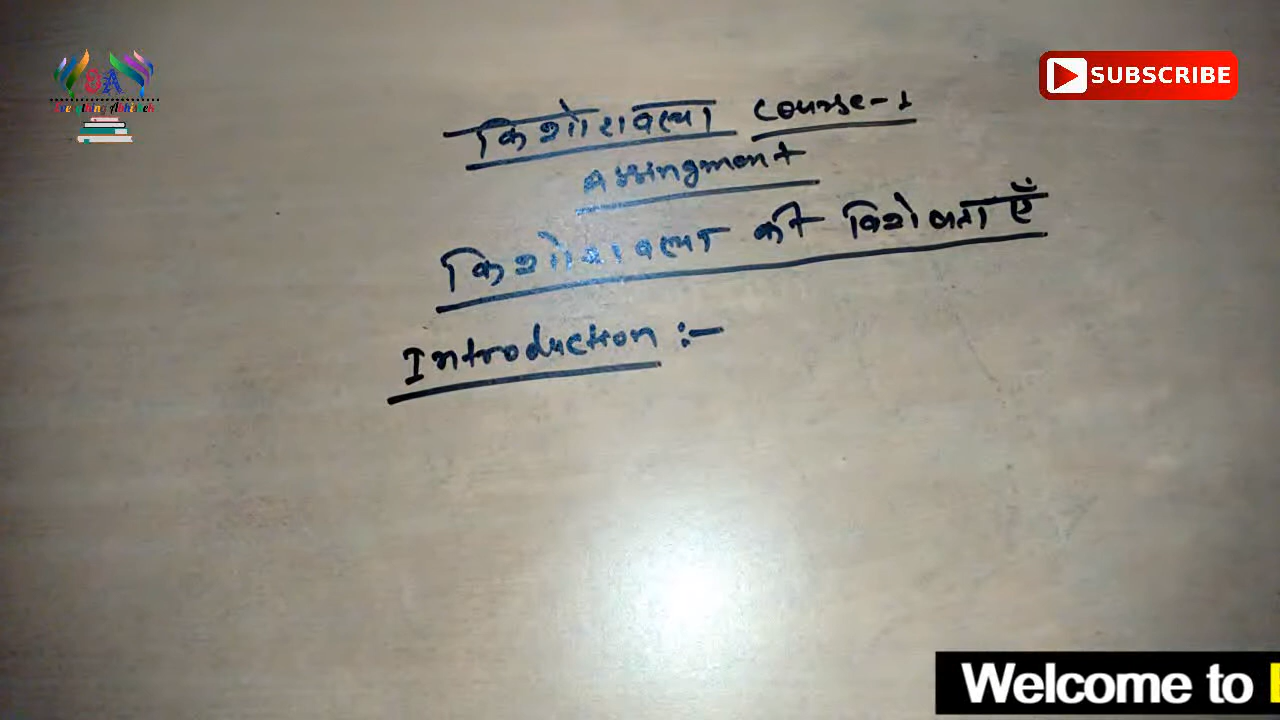 किशोरावस्था Course-1
Assingment
किशोरावस्था की विशेषताएँ
Introduction :-
SUBSCRIBE
Welcome to